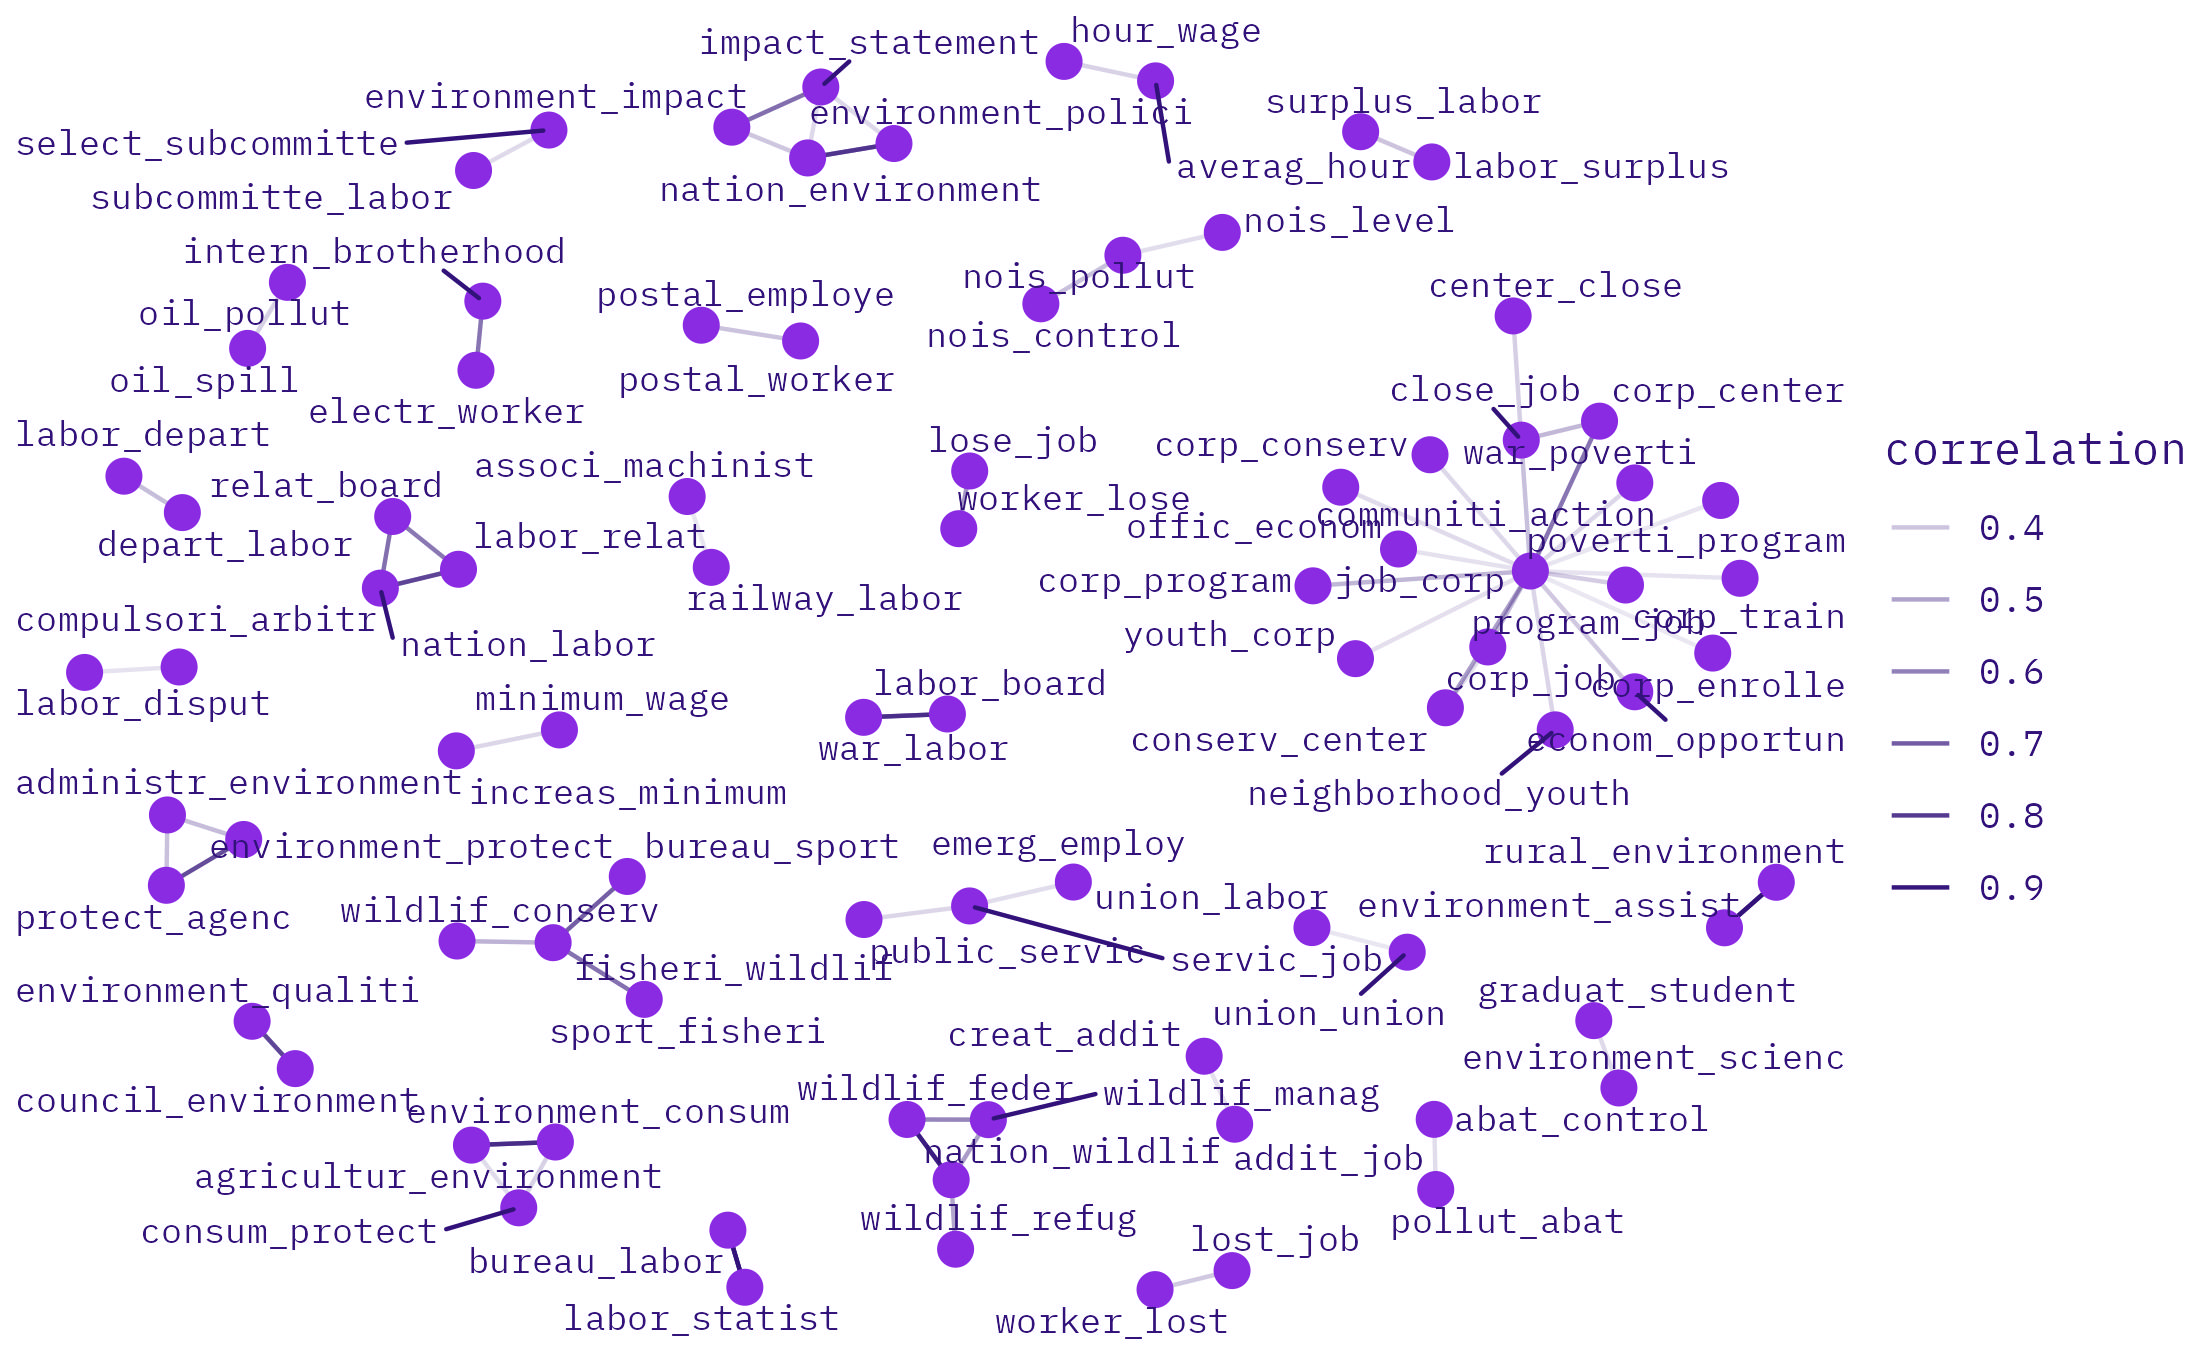 hour_wage
impact_statement
environment_impact
surplus_labor
environment_polici
select_subcommitte
averag_hour
labor_surplus
nation_environment
subcommitte_labor
nois_level
intern_brotherhood
nois_pollut
center_close
postal_employe
oil_pollut
nois_control
oil_spill
postal_worker
close_job
corp_center
electr_worker
labor_depart
lose_job
corp_conserv
war_poverti
correlation
associ_machinist
relat_board
worker_lose
communiti_action
offic_econom
0.4
labor_relat
poverti_program
depart_labor
corp_program
job_corp
railway_labor
0.5
compulsori_arbitr
program_job
corp_train
youth_corp
nation_labor
0.6
labor_board
corp_job
corp_enrolle
minimum_wage
labor_disput
conserv_center
econom_opportun
0.7
war_labor
administr_environment
increas_minimum
neighborhood_youth
0.8
environment_protect
bureau_sport
emerg_employ
rural_environment
0.9
union_labor
environment_assist
wildlif_conserv
protect_agenc
public_servic
servic_job
fisheri_wildlif
environment_qualiti
graduat_student
union_union
sport_fisheri
creat_addit
environment_scienc
wildlif_feder
wildlif_manag
council_environment
environment_consum
abat_control
nation_wildlif
addit_job
agricultur_environment
wildlif_refug
pollut_abat
consum_protect
lost_job
bureau_labor
labor_statist
worker_lost